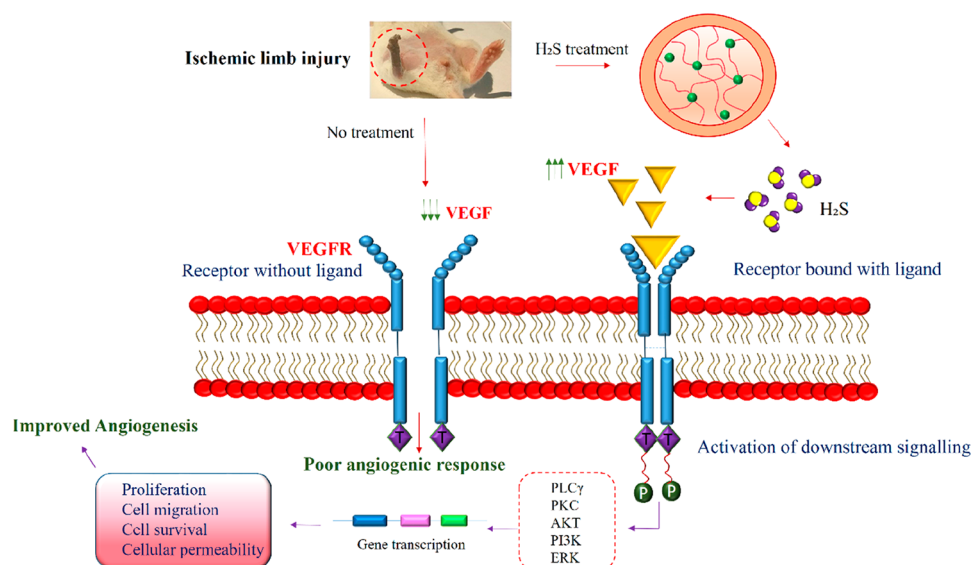 Ischemic limb injury
H₂S treatment
No treatment
VEGF
VEGF
H₂S
VEGFR
Receptor without ligand
Receptor bound with ligand
T
T
T
T
Improved Angiogenesis
Poor angiogenic response
Activation of downstream signalling
P
P
Proliferation
Cell migration
Cell survival
Cellular permeability
Gene transcription
PLCγ
PKC
AKT
PI3K
ERK